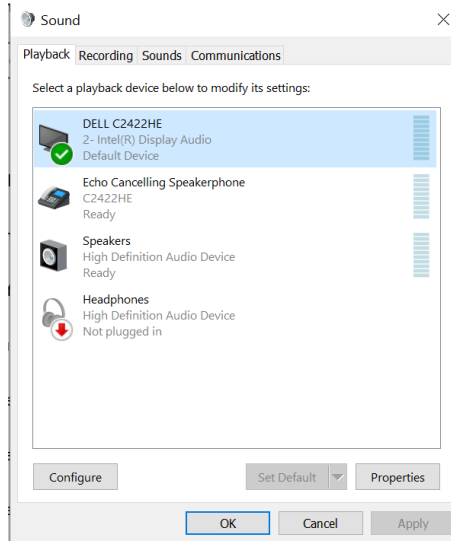 Sound
Playback Recording Sounds Communications
Select a playback device below to modify its settings:
DELL C2422HE
2- Intel(R) Display Audio
Default Device
Echo Cancelling Speakerphone
C2422HE
Ready
Speakers
High Definition Audio Device
Ready
Headphones
High Definition Audio Device
Not plugged in
Configure Set Default Properties
OK Cancel Apply